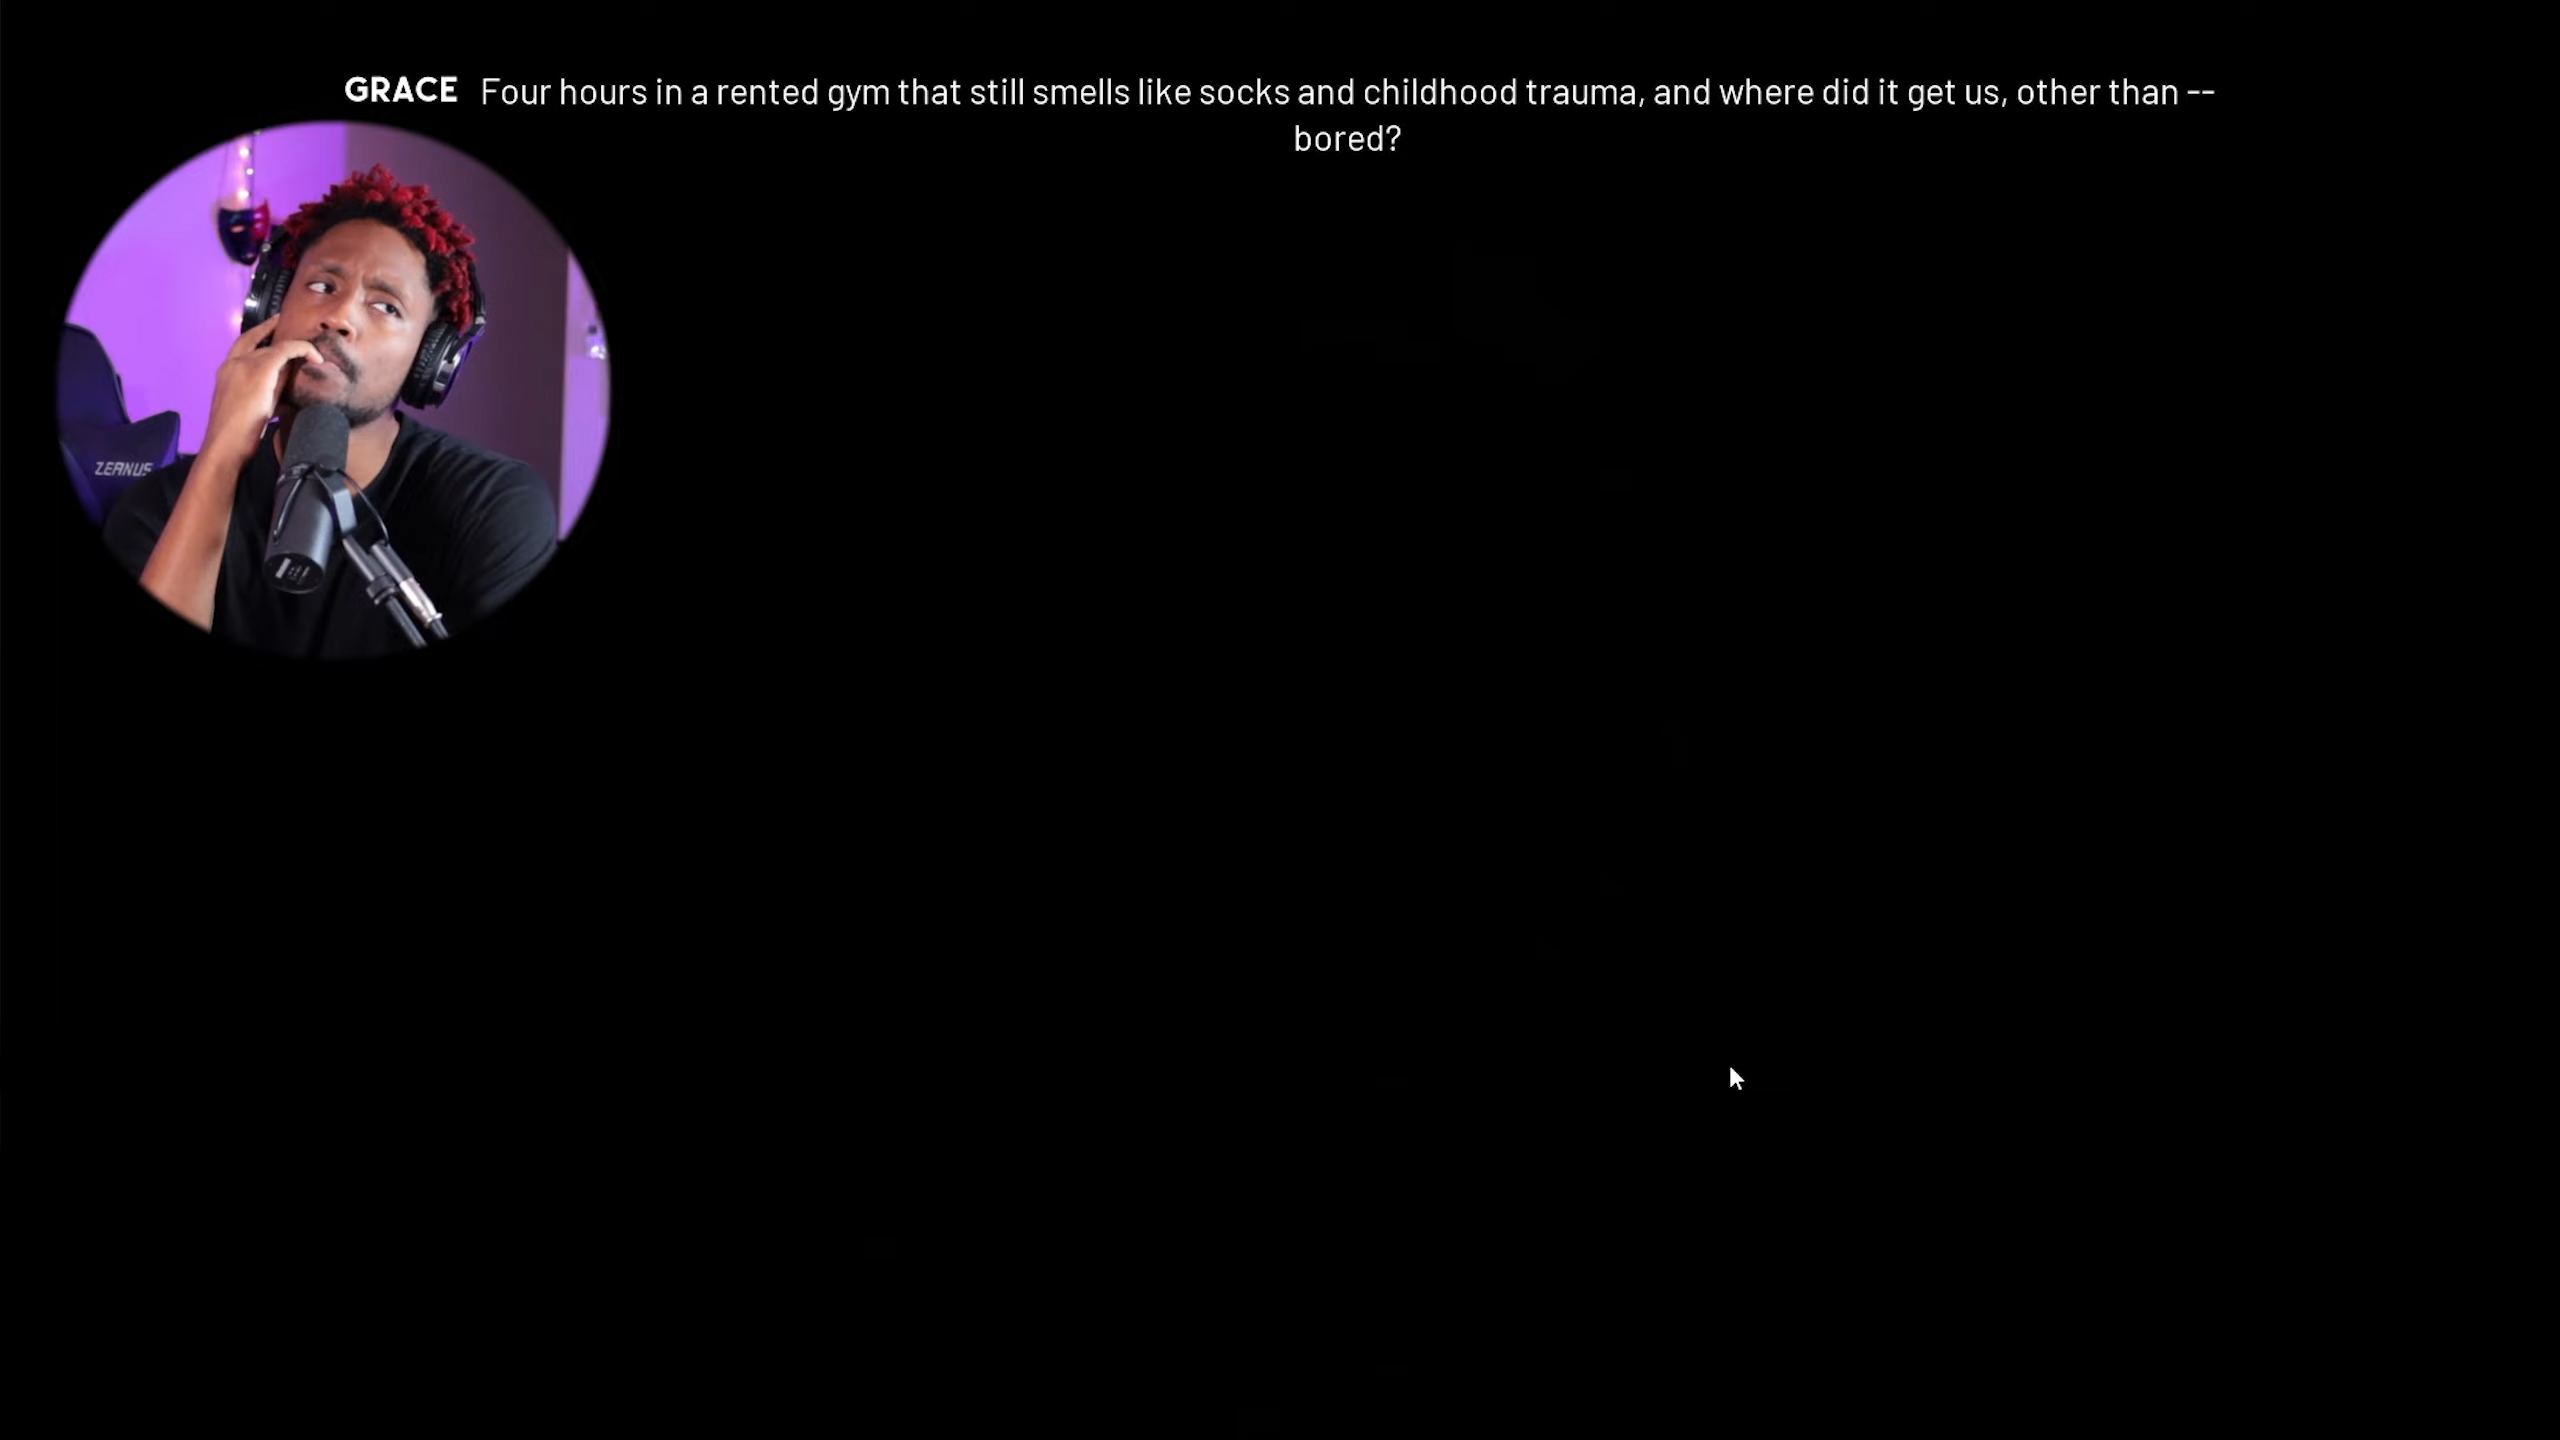 GRACE Four hours in a rented gym that still smells like socks and childhood trauma, and where did it get us, other than --
bored?
ZERNUS